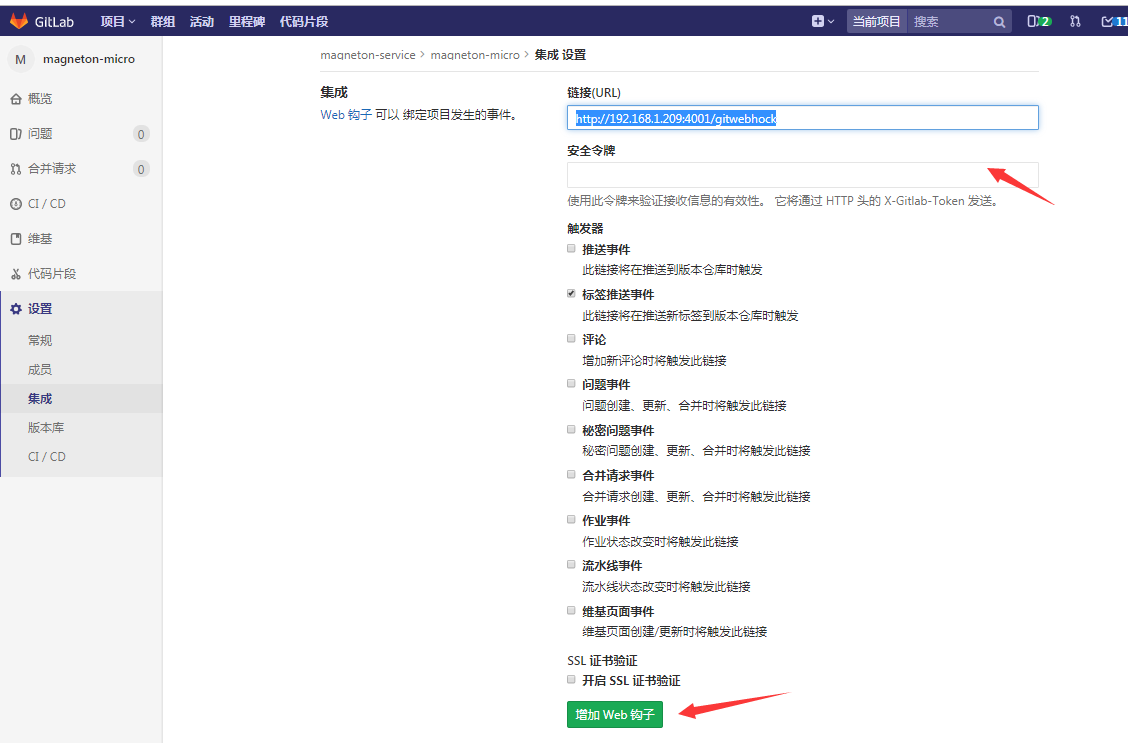 GitLab 项目 群组 活动 里程碑 代码片段 当前项目 搜索 2 11
M magneton-micro
概览
问题 0
合并请求 0
CI / CD
维基
代码片段
设置
常规
成员
集成
版本库
CI / CD
magneton-service > magneton-micro > 集成 设置
集成
Web 钩子 可以 绑定项目发生的事件。
链接(URL)
http://192.168.1.209:4001/gitwebhock
安全令牌
使用此令牌来验证接收信息的有效性。 它将通过 HTTP 头的 X-Gitlab-Token 发送。
触发器
推送事件
此链接将在推送到版本仓库时触发
标签推送事件
此链接将在推送新标签到版本仓库时触发
评论
增加新评论时将触发此链接
问题事件
问题创建、更新、合并时将触发此链接
秘密问题事件
秘密问题创建、更新、合并时将触发此链接
合并请求事件
合并请求创建、更新、合并时将触发此链接
作业事件
作业状态改变时将触发此链接
流水线事件
流水线状态改变时将触发此链接
维基页面事件
维基页面创建/更新时将触发此链接
SSL 证书验证
开启 SSL 证书验证
增加 Web 钩子